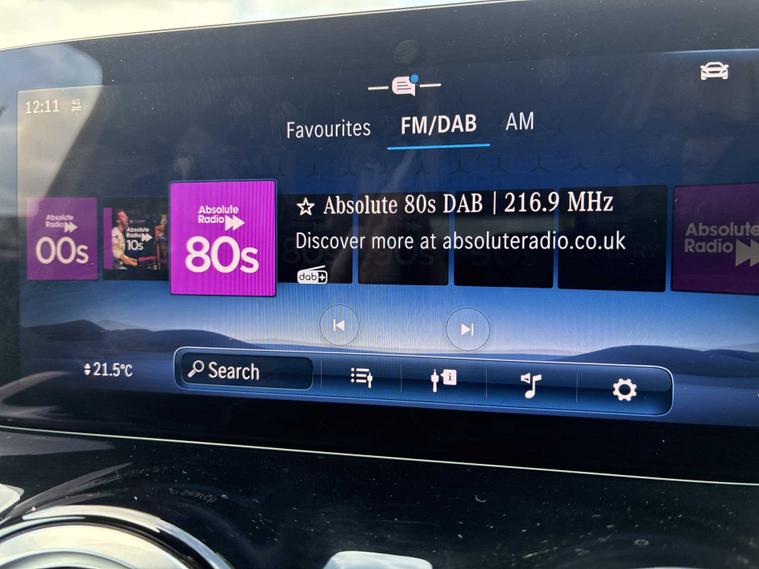 12:11 4G
Favourites FM/DAB AM
Absolute Radio 00s
Absolute Radio 10s
Absolute Radio 80s
Absolute 80s DAB | 216.9 MHz
Discover more at absoluteradio.co.uk
dab+
Absolute Radio
21.5°C
Search